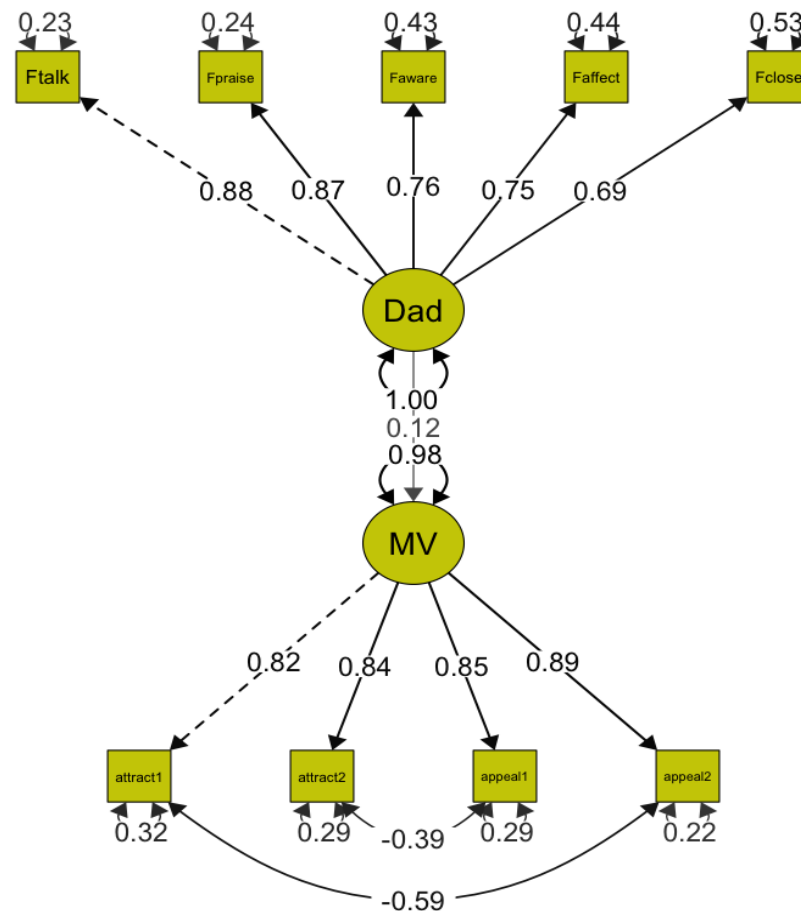 0.23 0.24 0.43 0.44 0.53
Ftalk Fpraise Faware Faffect Fclose
0.88 0.87 0.76 0.75 0.69
Dad
1.00
0.12
0.98
MV
0.82 0.84 0.85 0.89
attract1 attract2 appeal1 appeal2
0.32 0.29 -0.39 0.29 0.22
-0.59